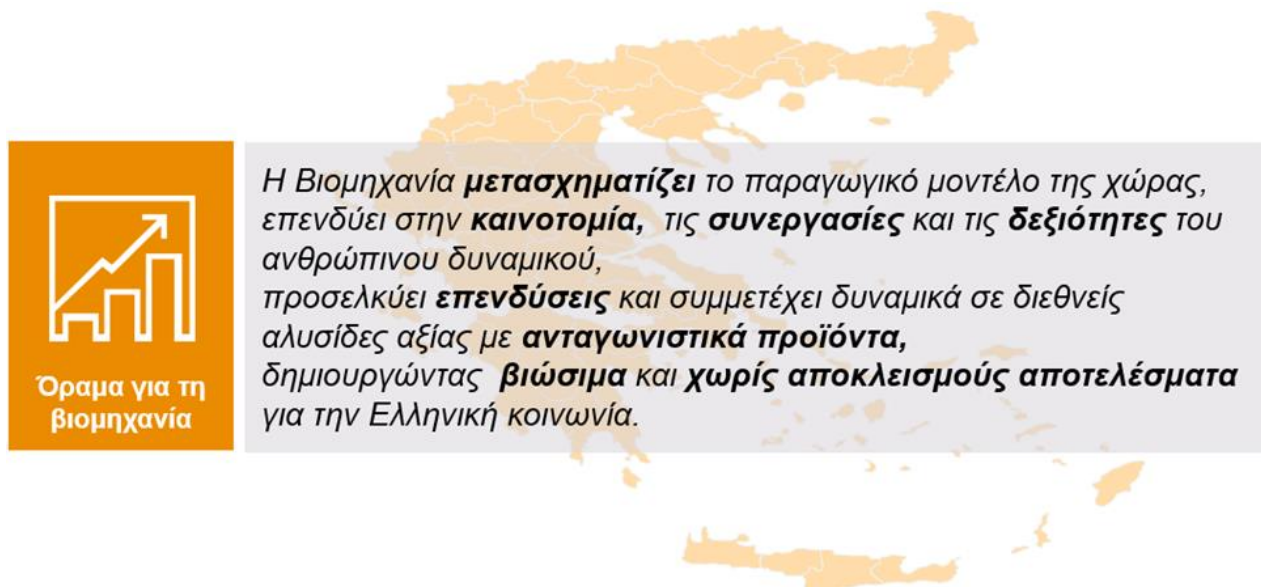 Όραμα για τη
βιομηχανία
Η Βιομηχανία μετασχηματίζει το παραγωγικό μοντέλο της χώρας,
επενδύει στην καινοτομία, τις συνεργασίες και τις δεξιότητες του
ανθρώπινου δυναμικού,
προσελκύει επενδύσεις και συμμετέχει δυναμικά σε διεθνείς
αλυσίδες αξίας με ανταγωνιστικά προϊόντα,
δημιουργώντας βιώσιμα και χωρίς αποκλεισμούς αποτελέσματα
για την Ελληνική κοινωνία.